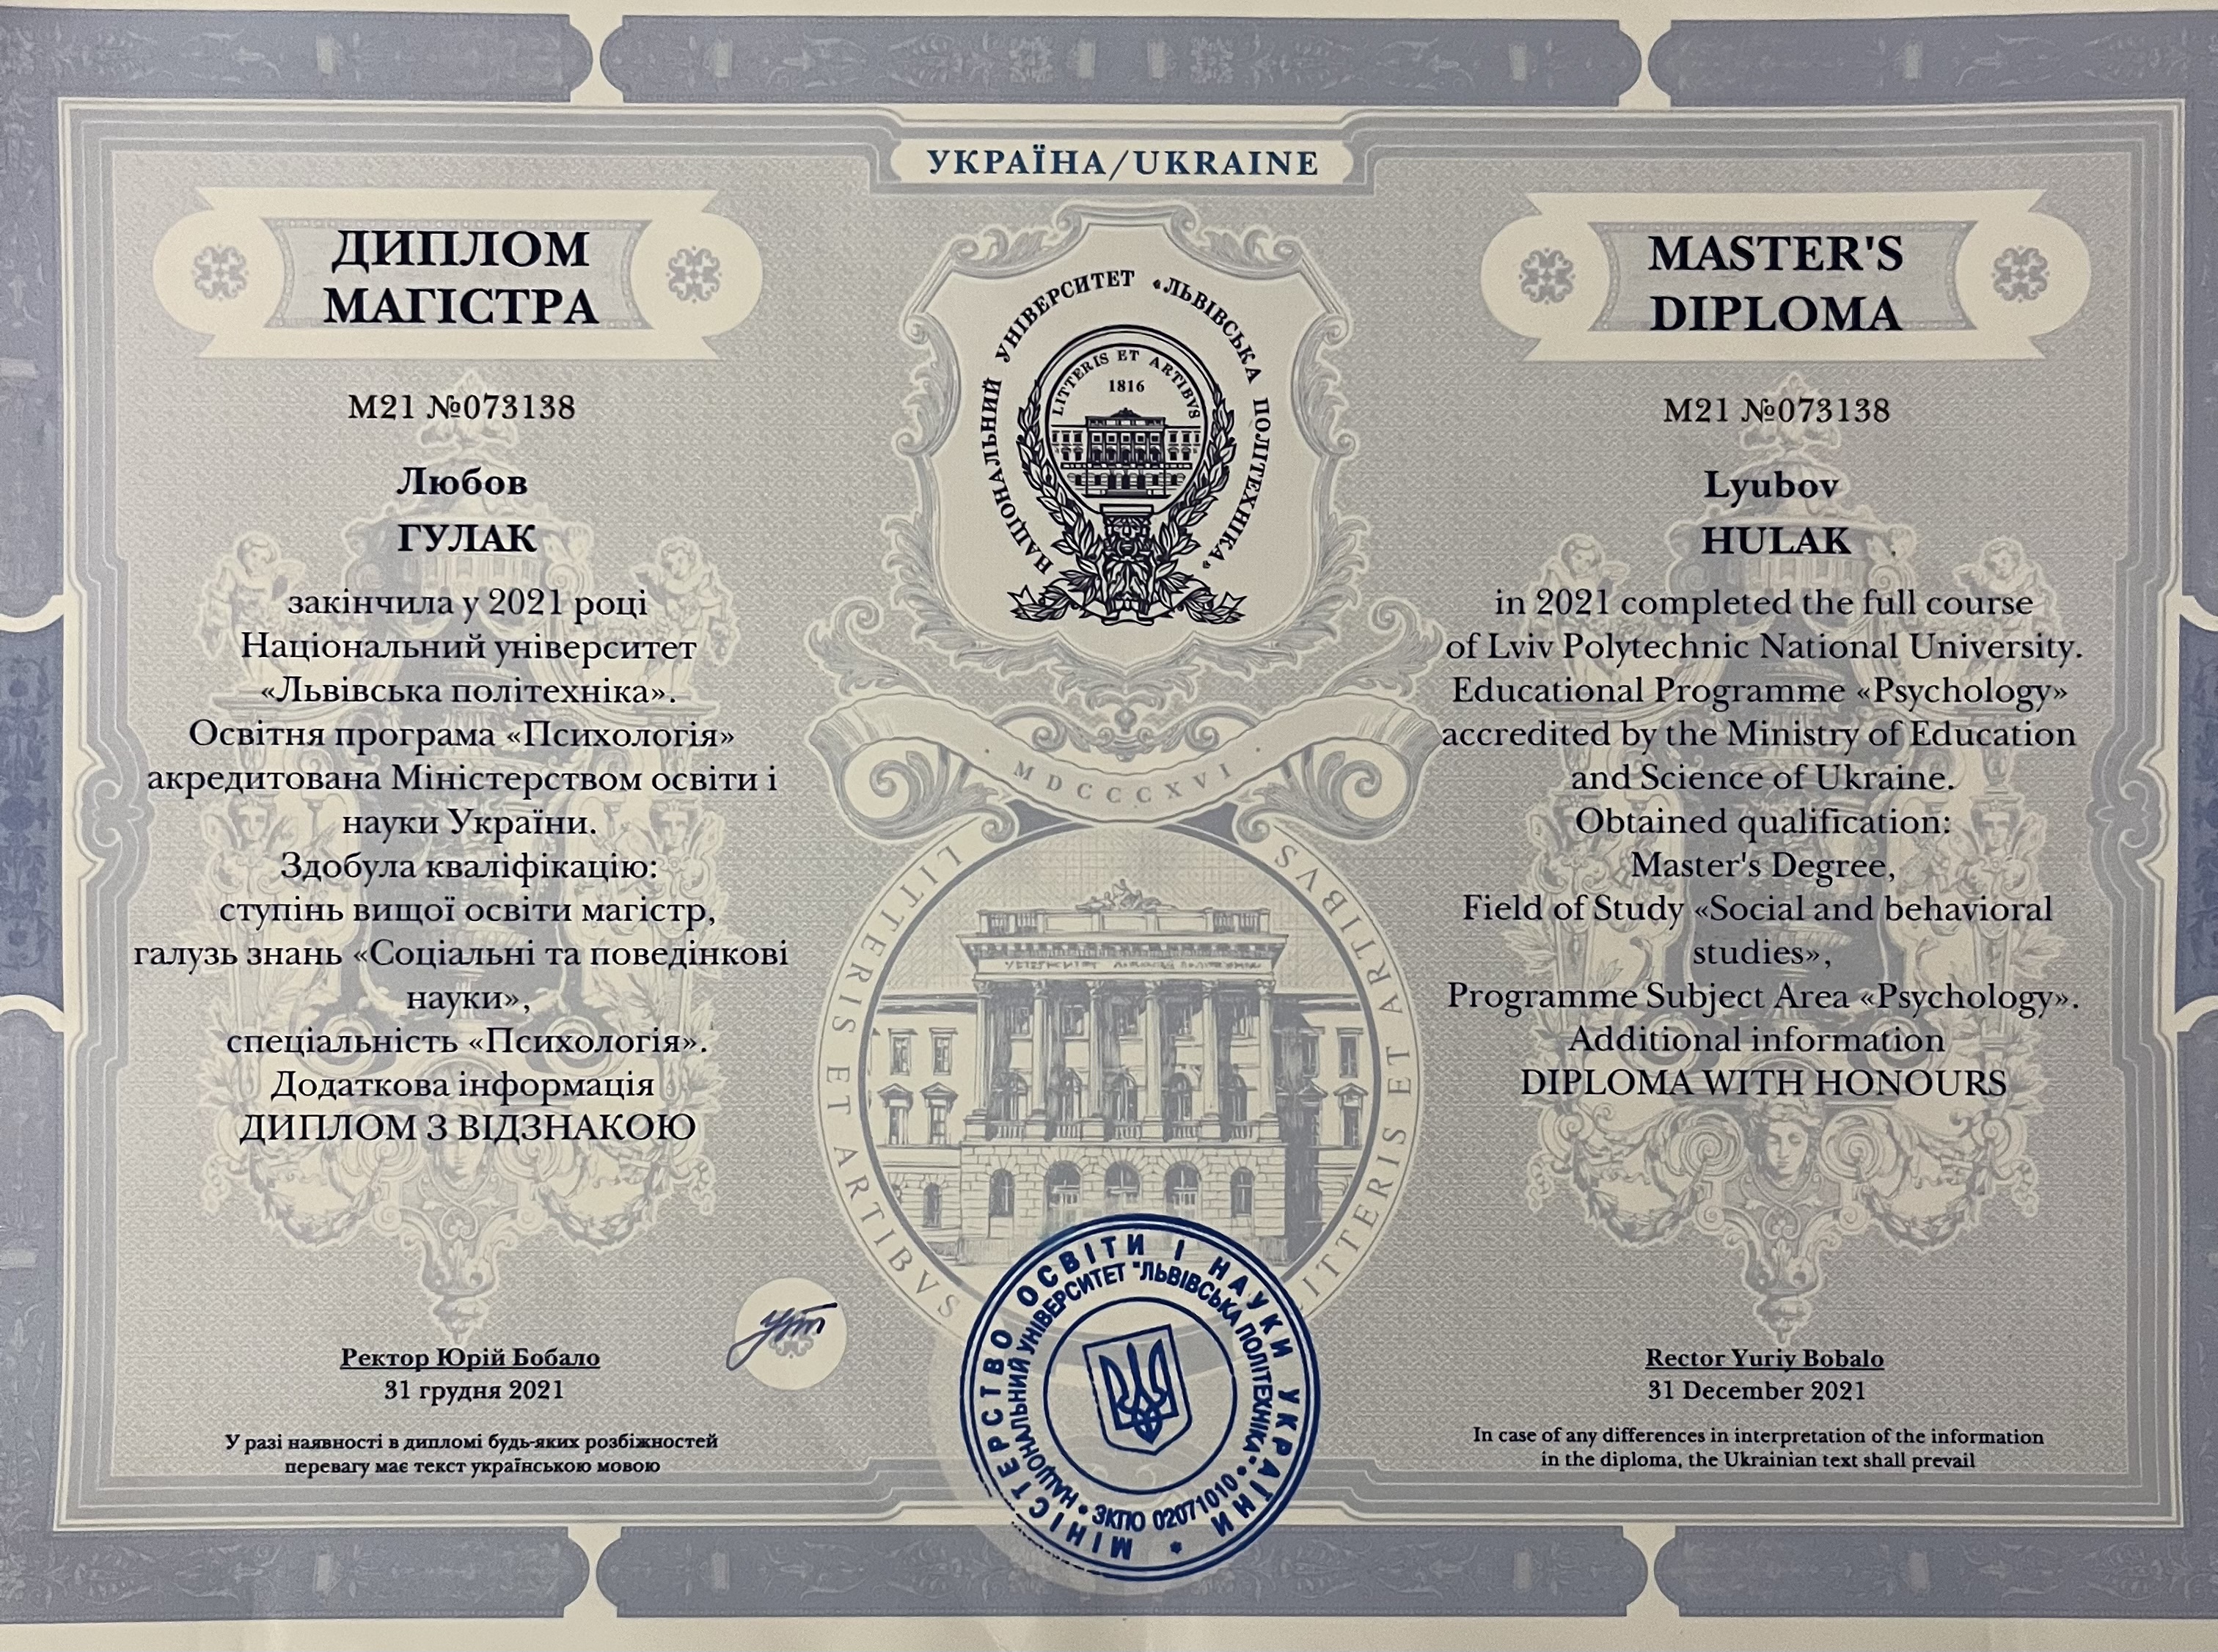 УКРАЇНА/UKRAINE
ДИПЛОМ
МАГІСТРА
М21 №073138
Любов
ГУЛАК
закінчила у 2021 році
Національний університет
«Львівська політехніка».
Освітня програма «Психологія»
акредитована Міністерством освіти і
науки України.
Здобула кваліфікацію:
ступінь вищої освіти магістр,
галузь знань «Соціальні та поведінкові
науки»,
спеціальність «Психологія».
Додаткова інформація
ДИПЛОМ З ВІДЗНАКОЮ
Ректор Юрій Бобало
31 грудня 2021
У разі наявності в дипломі будь-яких розбіжностей
перевагу має текст українською мовою
НАЦІОНАЛЬНИЙ УНІВЕРСИТЕТ «ЛЬВІВСЬКА ПОЛІТЕХНІКА»
LITTERIS ET ARTIBVS
1816
MDCCCXVI
LITTERIS ET ARTIBVS
LITTERIS ET ARTIBVS
МІНІСТЕРСТВО ОСВІТИ І НАУКИ УКРАЇНИ *
НАЦІОНАЛЬНИЙ УНІВЕРСИТЕТ "ЛЬВІВСЬКА ПОЛІТЕХНІКА" • ЗКПО 02071010 •
MASTER'S
DIPLOMA
М21 №073138
Lyubov
HULAK
in 2021 completed the full course
of Lviv Polytechnic National University.
Educational Programme «Psychology»
accredited by the Ministry of Education
and Science of Ukraine.
Obtained qualification:
Master's Degree,
Field of Study «Social and behavioral
studies»,
Programme Subject Area «Psychology».
Additional information
DIPLOMA WITH HONOURS
Rector Yuriy Bobalo
31 December 2021
In case of any differences in interpretation of the information
in the diploma, the Ukrainian text shall prevail